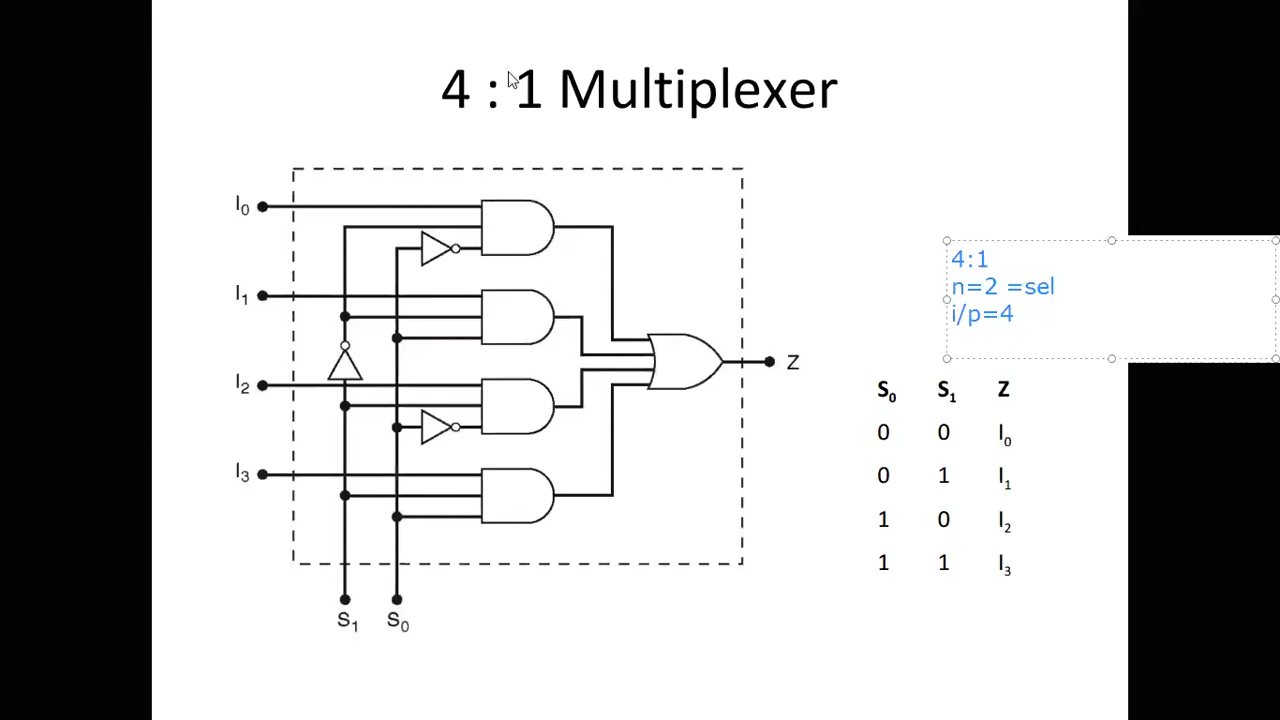 4 : 1 Multiplexer
I0
I1
I2
I3
S1 S0
Z
4:1
n=2 =sel
i/p=4
S0 S1 Z
0 0 I0
0 1 I1
1 0 I2
1 1 I3